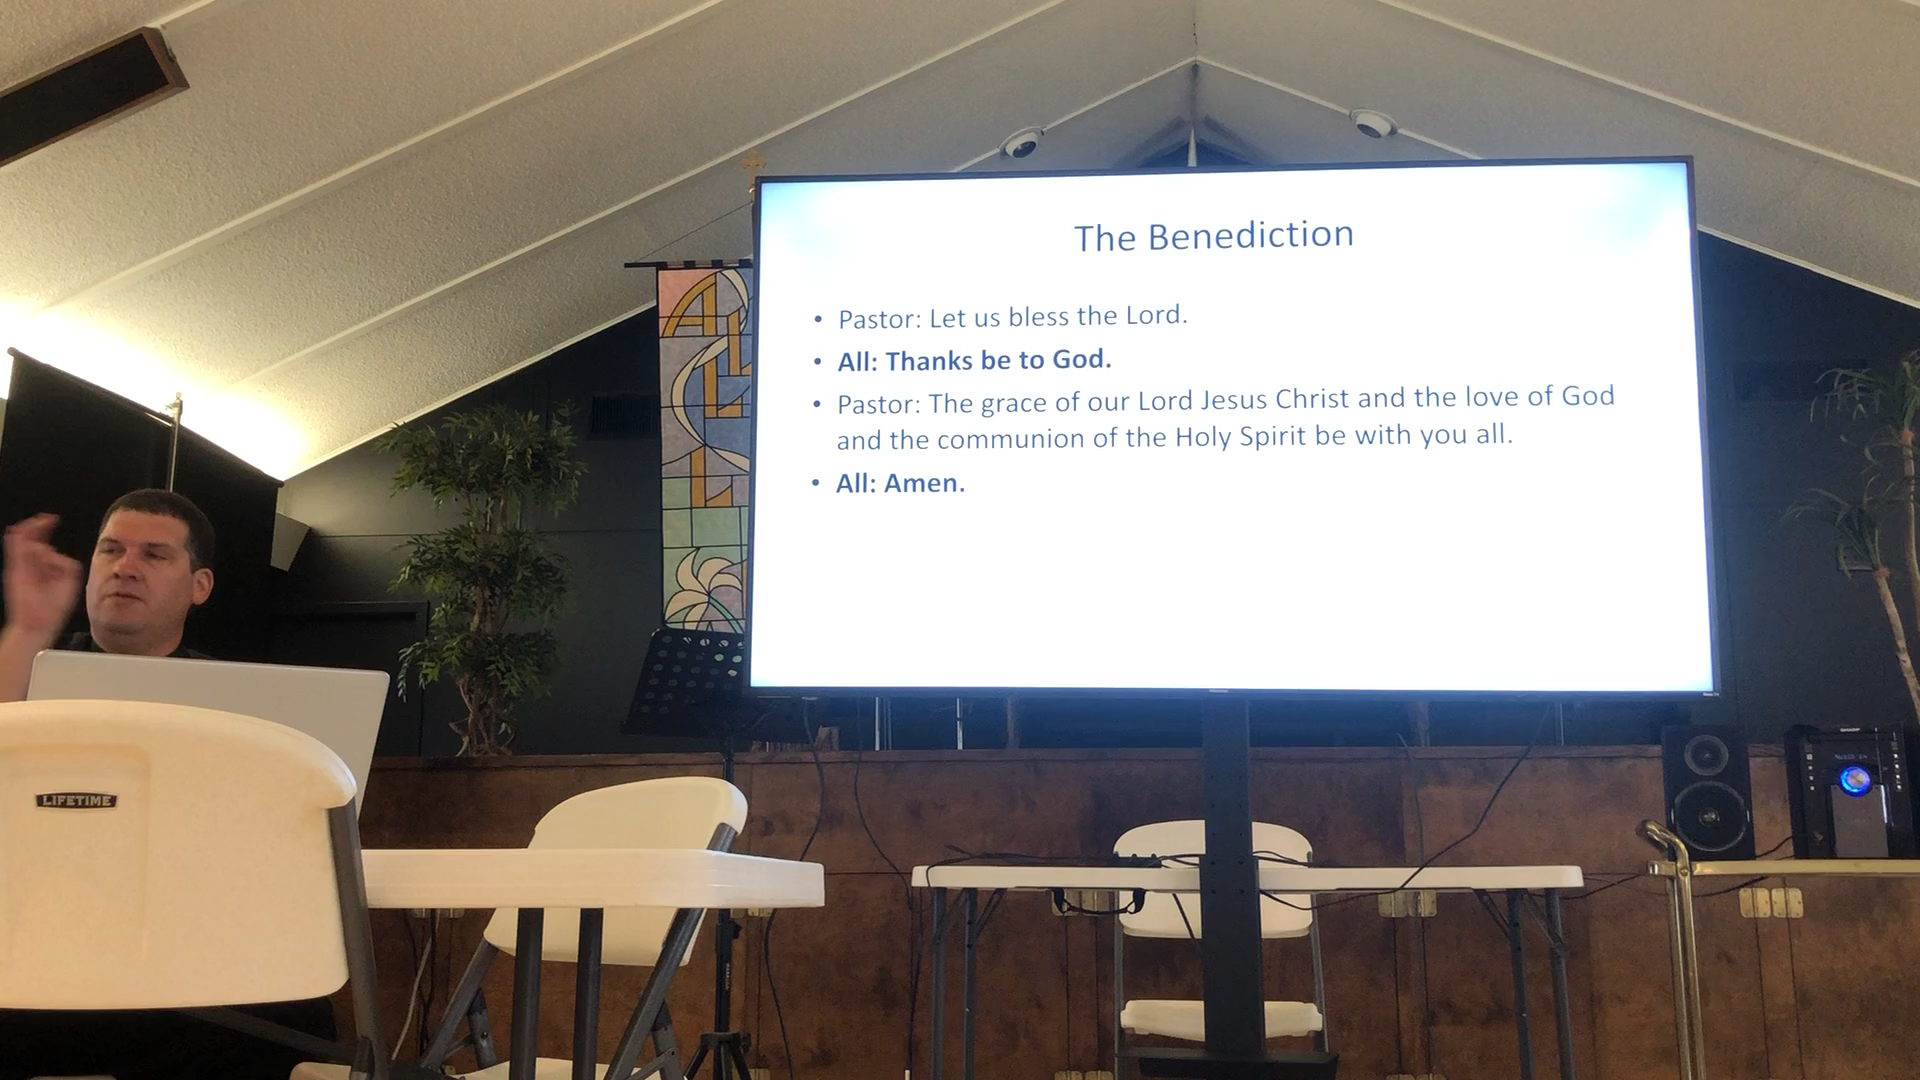 The Benediction
• Pastor: Let us bless the Lord.
• All: Thanks be to God.
• Pastor: The grace of our Lord Jesus Christ and the love of God
and the communion of the Holy Spirit be with you all.
• All: Amen.
ALLEL
LIFETIME
SHARP